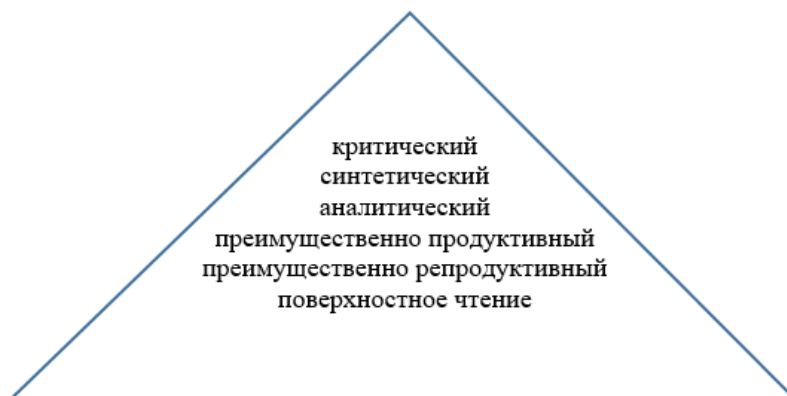 критический
синтетический
аналитический
преимущественно продуктивный
преимущественно репродуктивный
поверхностное чтение